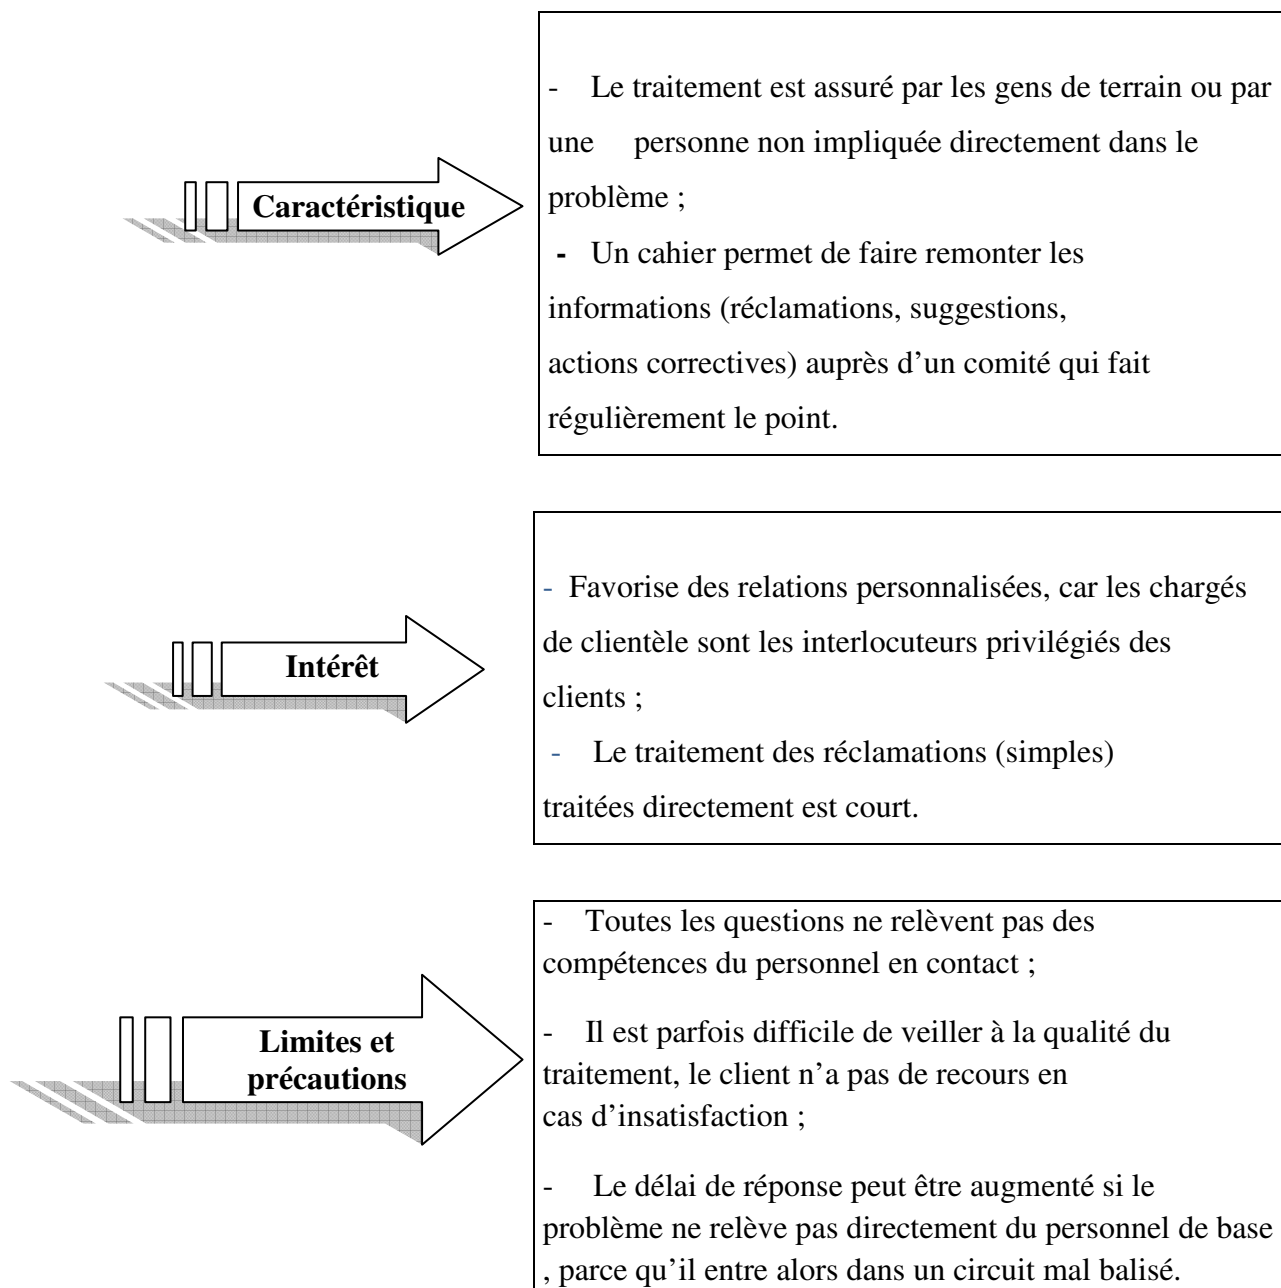 Caractéristique
- Le traitement est assuré par les gens de terrain ou par
une personne non impliquée directement dans le
problème ;
- Un cahier permet de faire remonter les
informations (réclamations, suggestions,
actions correctives) auprès d’un comité qui fait
régulièrement le point.
Intérêt
- Favorise des relations personnalisées, car les chargés
de clientèle sont les interlocuteurs privilégiés des
clients ;
- Le traitement des réclamations (simples)
traitées directement est court.
Limites et
précautions
- Toutes les questions ne relèvent pas des
compétences du personnel en contact ;
- Il est parfois difficile de veiller à la qualité du
traitement, le client n’a pas de recours en
cas d’insatisfaction ;
- Le délai de réponse peut être augmenté si le
problème ne relève pas directement du personnel de base
, parce qu’il entre alors dans un circuit mal balisé.